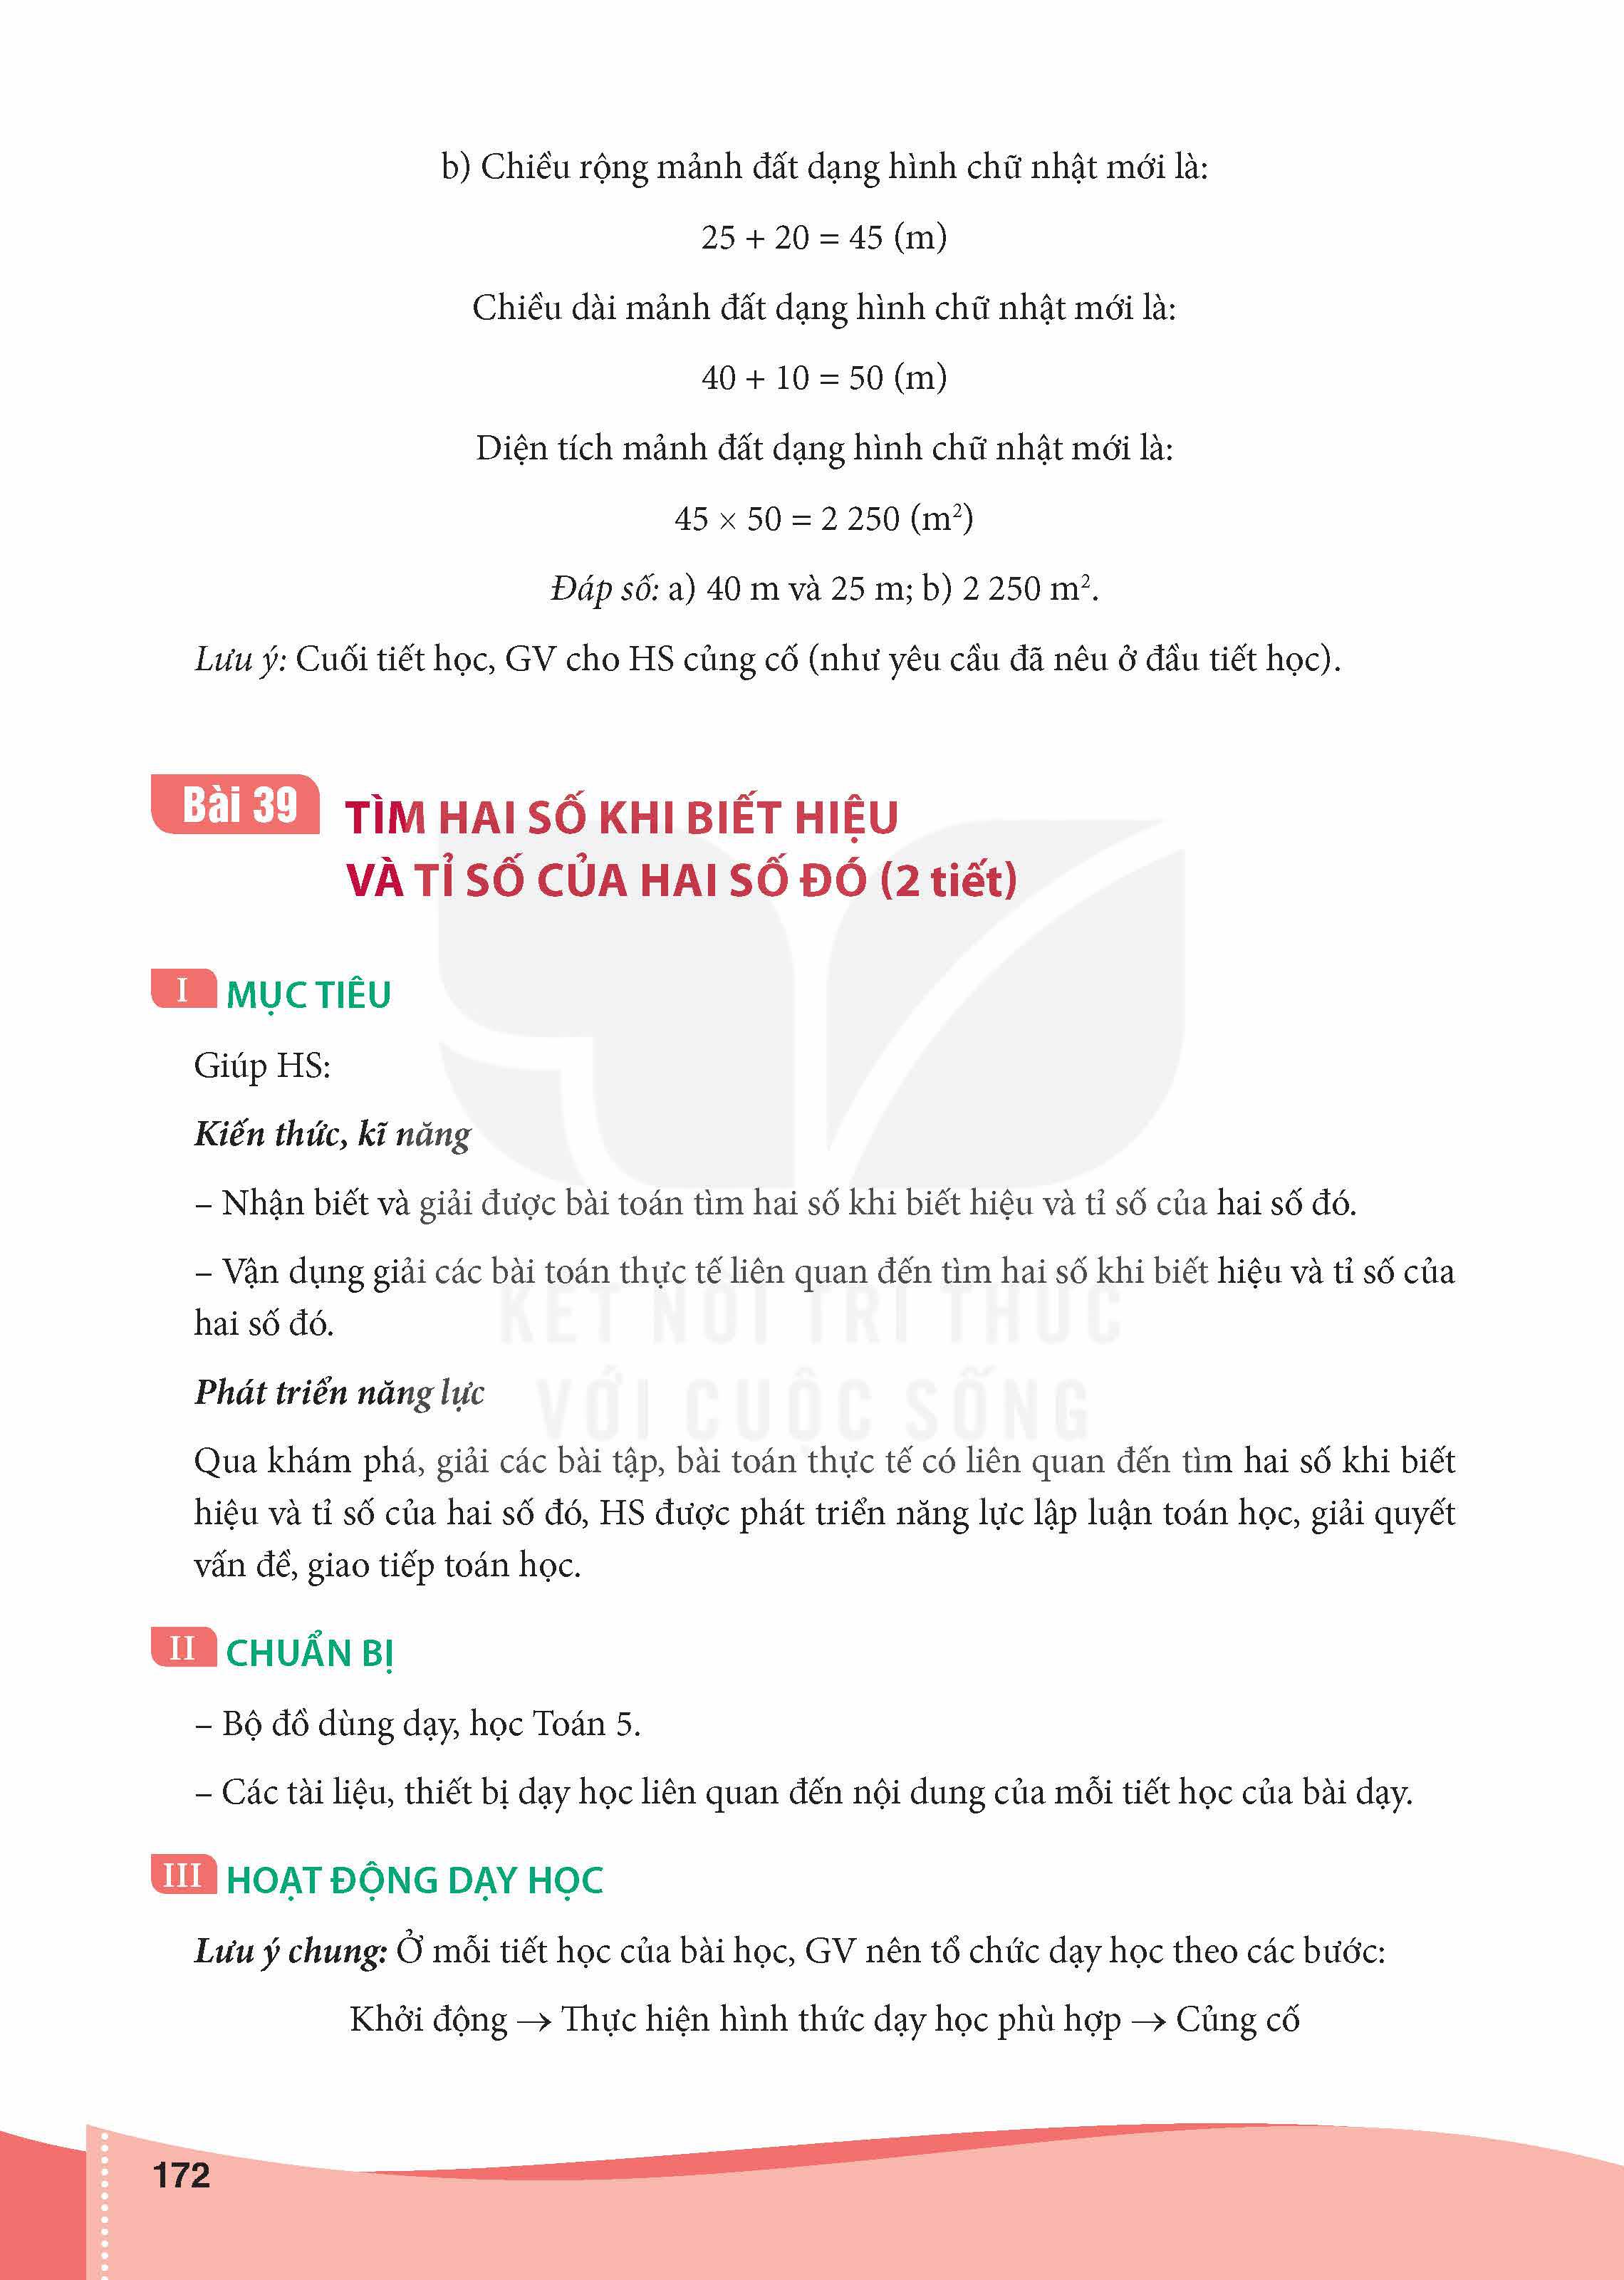 b) Chiều rộng mảnh đất dạng hình chữ nhật mới là:
25 + 20 = 45 (m)
Chiều dài mảnh đất dạng hình chữ nhật mới là:
40 + 10 = 50 (m)
Diện tích mảnh đất dạng hình chữ nhật mới là:
45 × 50 = 2 250 (m²)
Đáp số: a) 40 m và 25 m; b) 2 250 m².
Lưu ý: Cuối tiết học, GV cho HS củng cố (như yêu cầu đã nêu ở đầu tiết học).
Bài 39 TÌM HAI SỐ KHI BIẾT HIỆU
VÀ TỈ SỐ CỦA HAI SỐ ĐÓ (2 tiết)
I MỤC TIÊU
Giúp HS:
Kiến thức, kĩ năng
– Nhận biết và giải được bài toán tìm hai số khi biết hiệu và tỉ số của hai số đó.
– Vận dụng giải các bài toán thực tế liên quan đến tìm hai số khi biết hiệu và tỉ số của
hai số đó.
KẾT NỐI TRI THỨC
Phát triển năng lực
VỚI CUỘC SỐNG
Qua khám phá, giải các bài tập, bài toán thực tế có liên quan đến tìm hai số khi biết
hiệu và tỉ số của hai số đó, HS được phát triển năng lực lập luận toán học, giải quyết
vấn đề, giao tiếp toán học.
II CHUẨN BỊ
– Bộ đồ dùng dạy, học Toán 5.
– Các tài liệu, thiết bị dạy học liên quan đến nội dung của mỗi tiết học của bài dạy.
III HOẠT ĐỘNG DẠY HỌC
Lưu ý chung: Ở mỗi tiết học của bài học, GV nên tổ chức dạy học theo các bước:
Khởi động → Thực hiện hình thức dạy học phù hợp → Củng cố
172